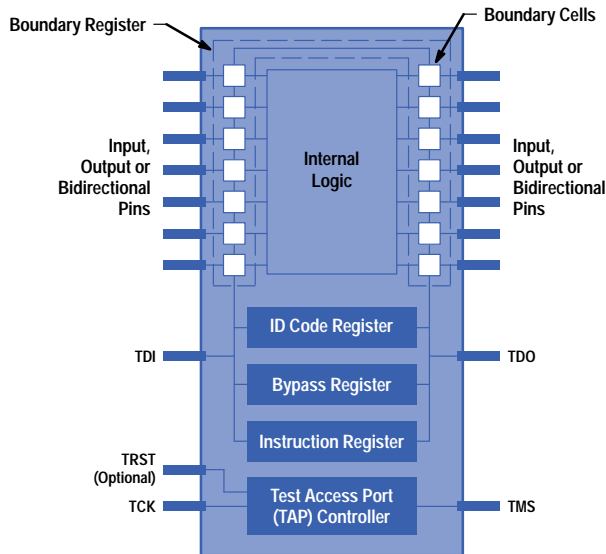 Boundary Register
Boundary Cells
Input,
Output or
Bidirectional
Pins
Internal
Logic
Input,
Output or
Bidirectional
Pins
ID Code Register
TDI
TDO
Bypass Register
Instruction Register
TRST
(Optional)
TCK
Test Access Port
(TAP) Controller
TMS